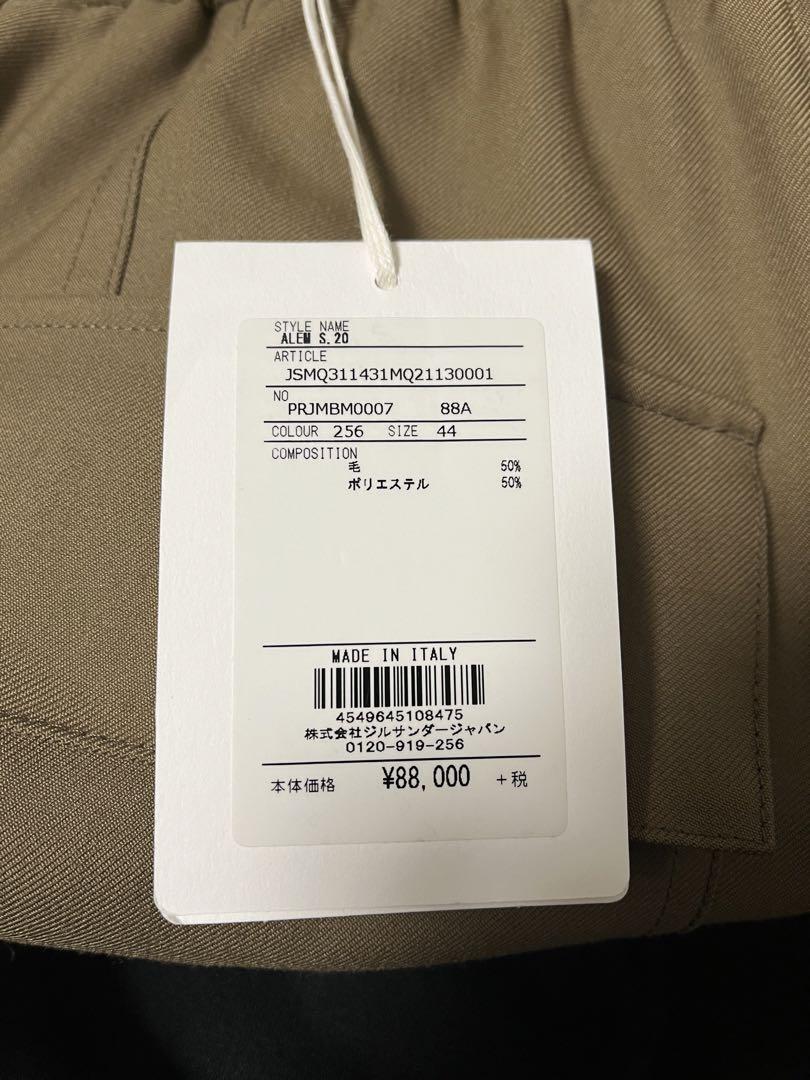 STYLE NAME
ALEM S.20
ARTICLE
JSMQ311431MQ21130001
NO
PRJMBM0007 88A
COLOUR 256 SIZE 44
COMPOSITION
毛 50%
ポリエステル 50%
MADE IN ITALY
4549645108475
株式会社ジルサンダージャパン
0120-919-256
本体価格 ¥88,000 +税